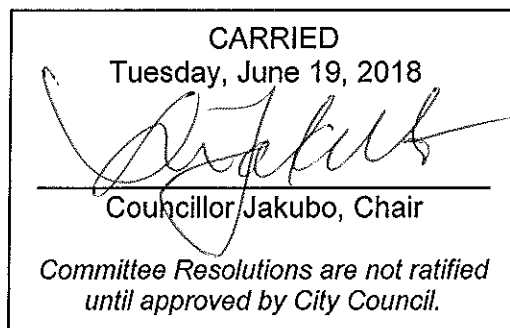 CARRIED
Tuesday, June 19, 2018
Councillor Jakubo, Chair
Committee Resolutions are not ratified
until approved by City Council.